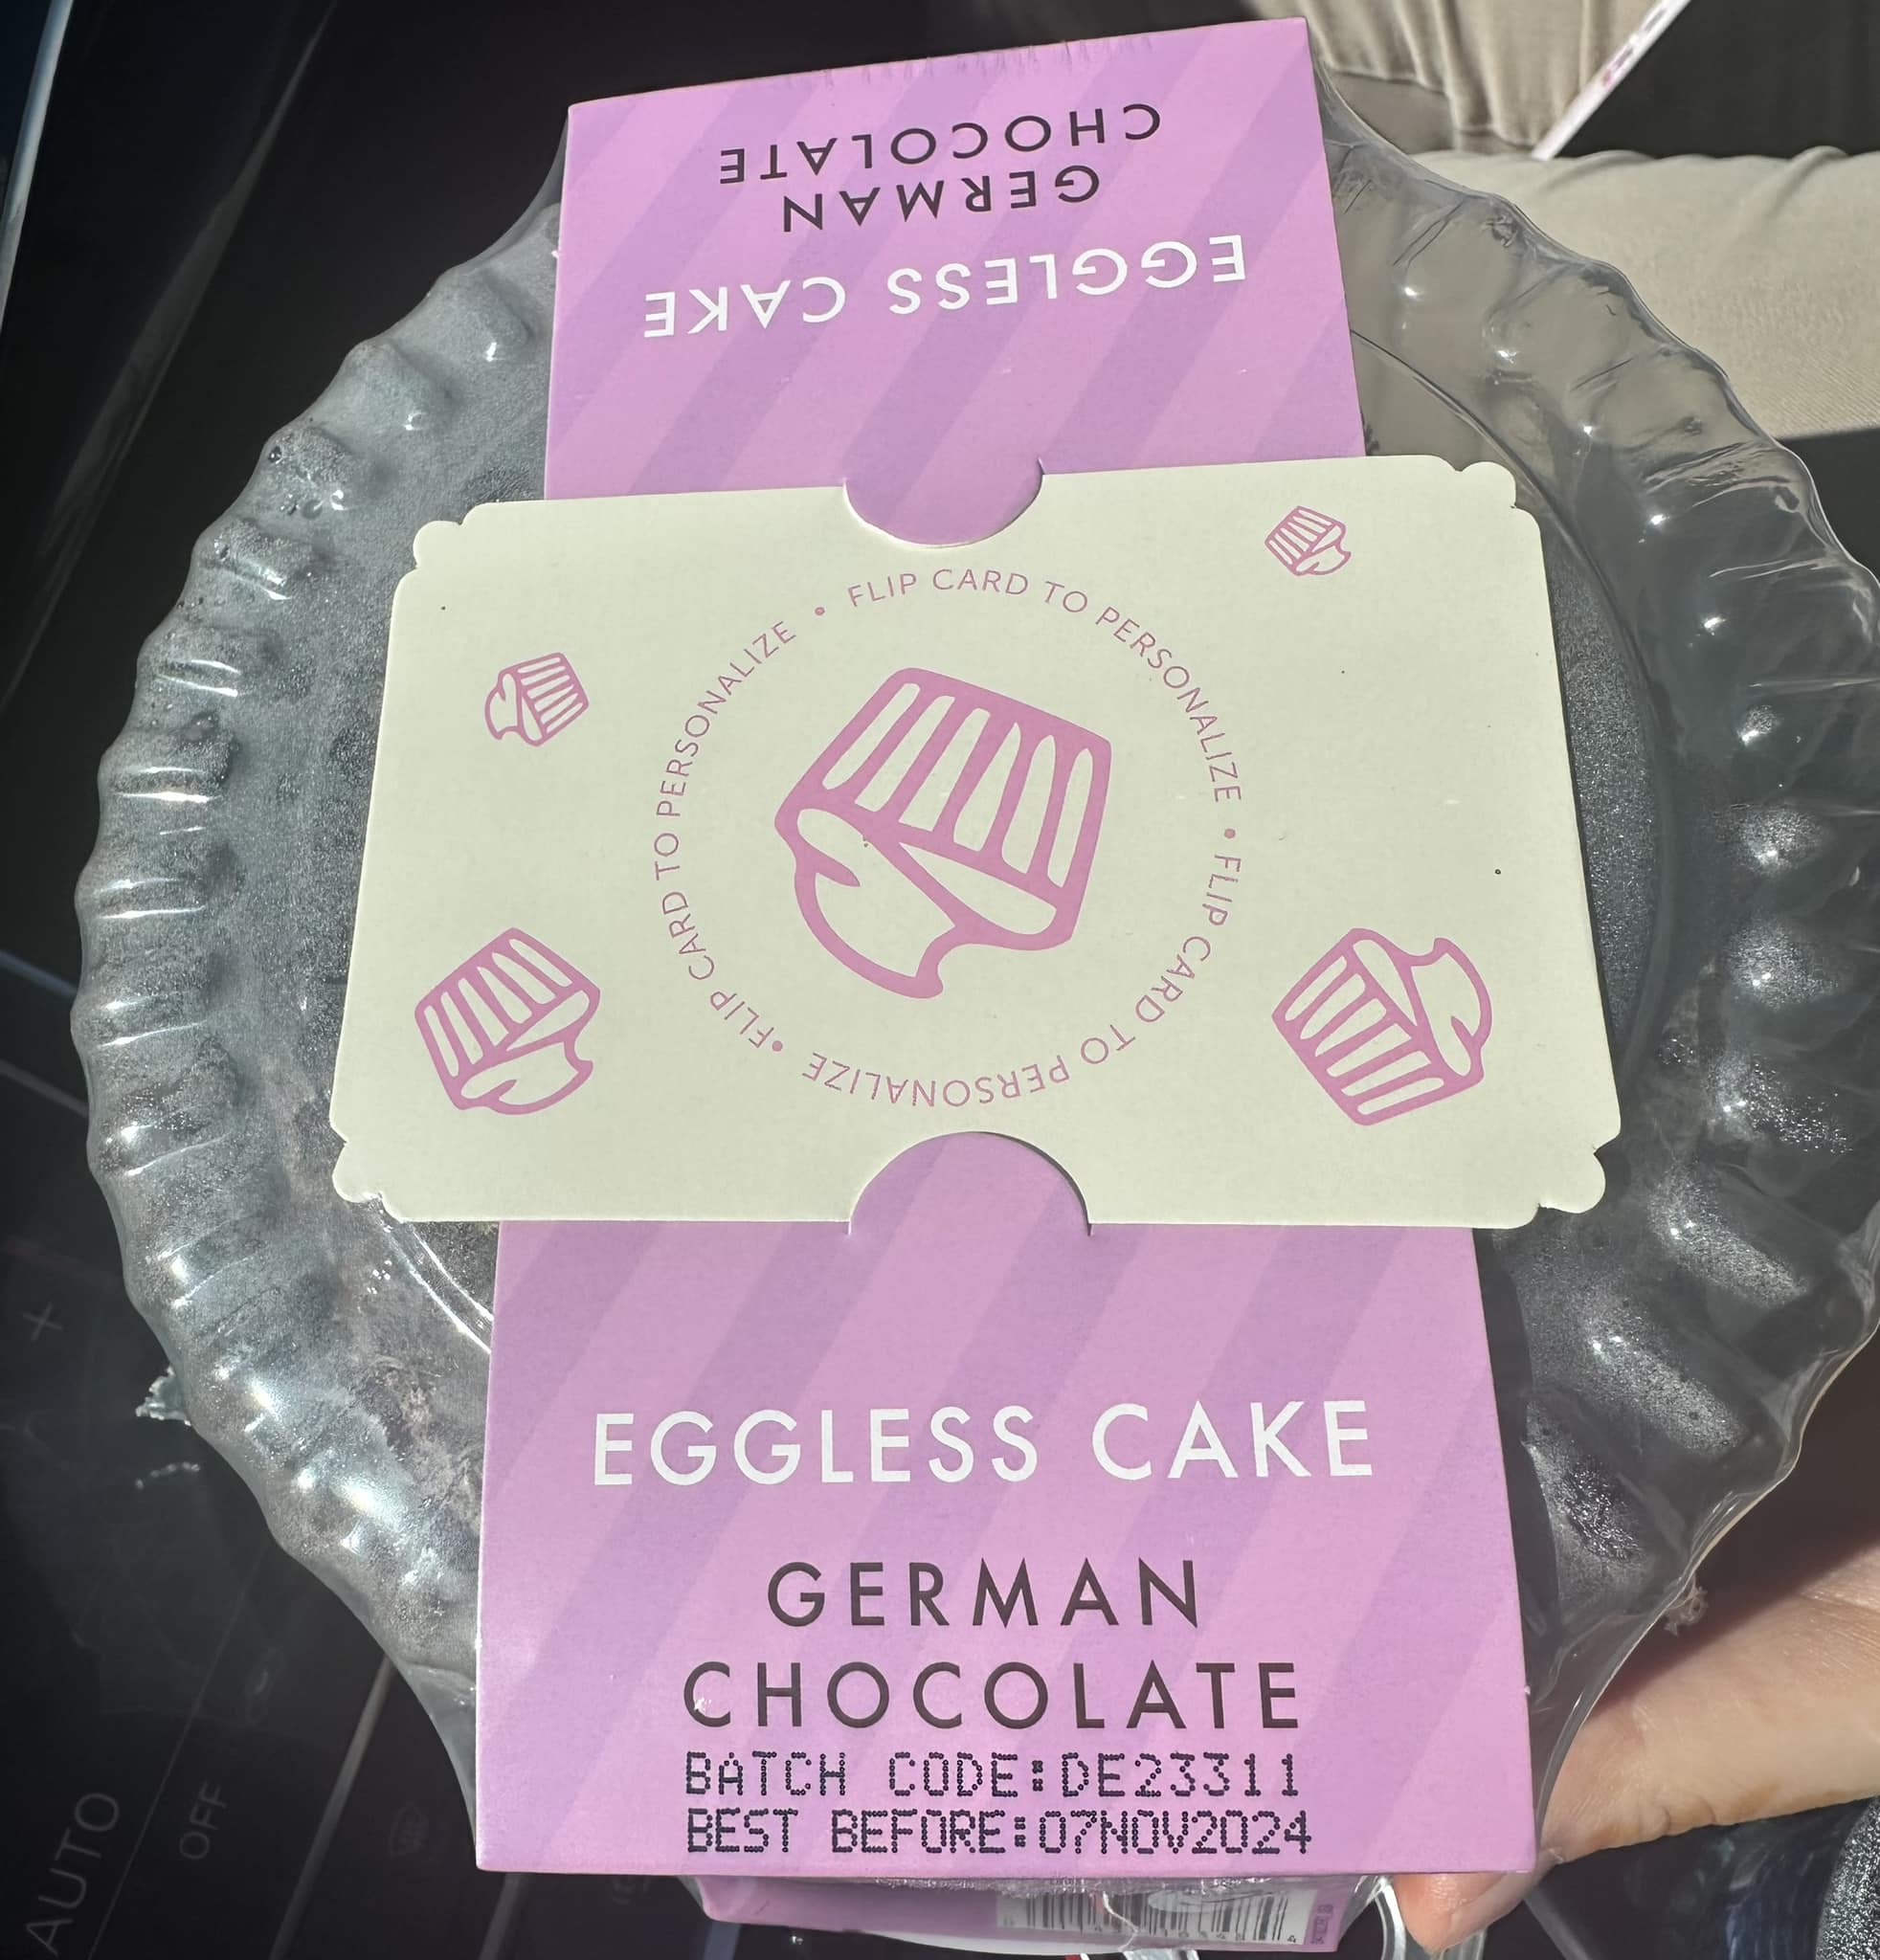 GERMAN
CHOCOLATE
EGGLESS CAKE
FLIP CARD TO PERSONALIZE • FLIP CARD TO PERSONALIZE • FLIP CARD TO PERSONALIZE •
EGGLESS CAKE
GERMAN
CHOCOLATE
BATCH CODE:DE23311
BEST BEFORE:07NOV2024
AUTO
OFF